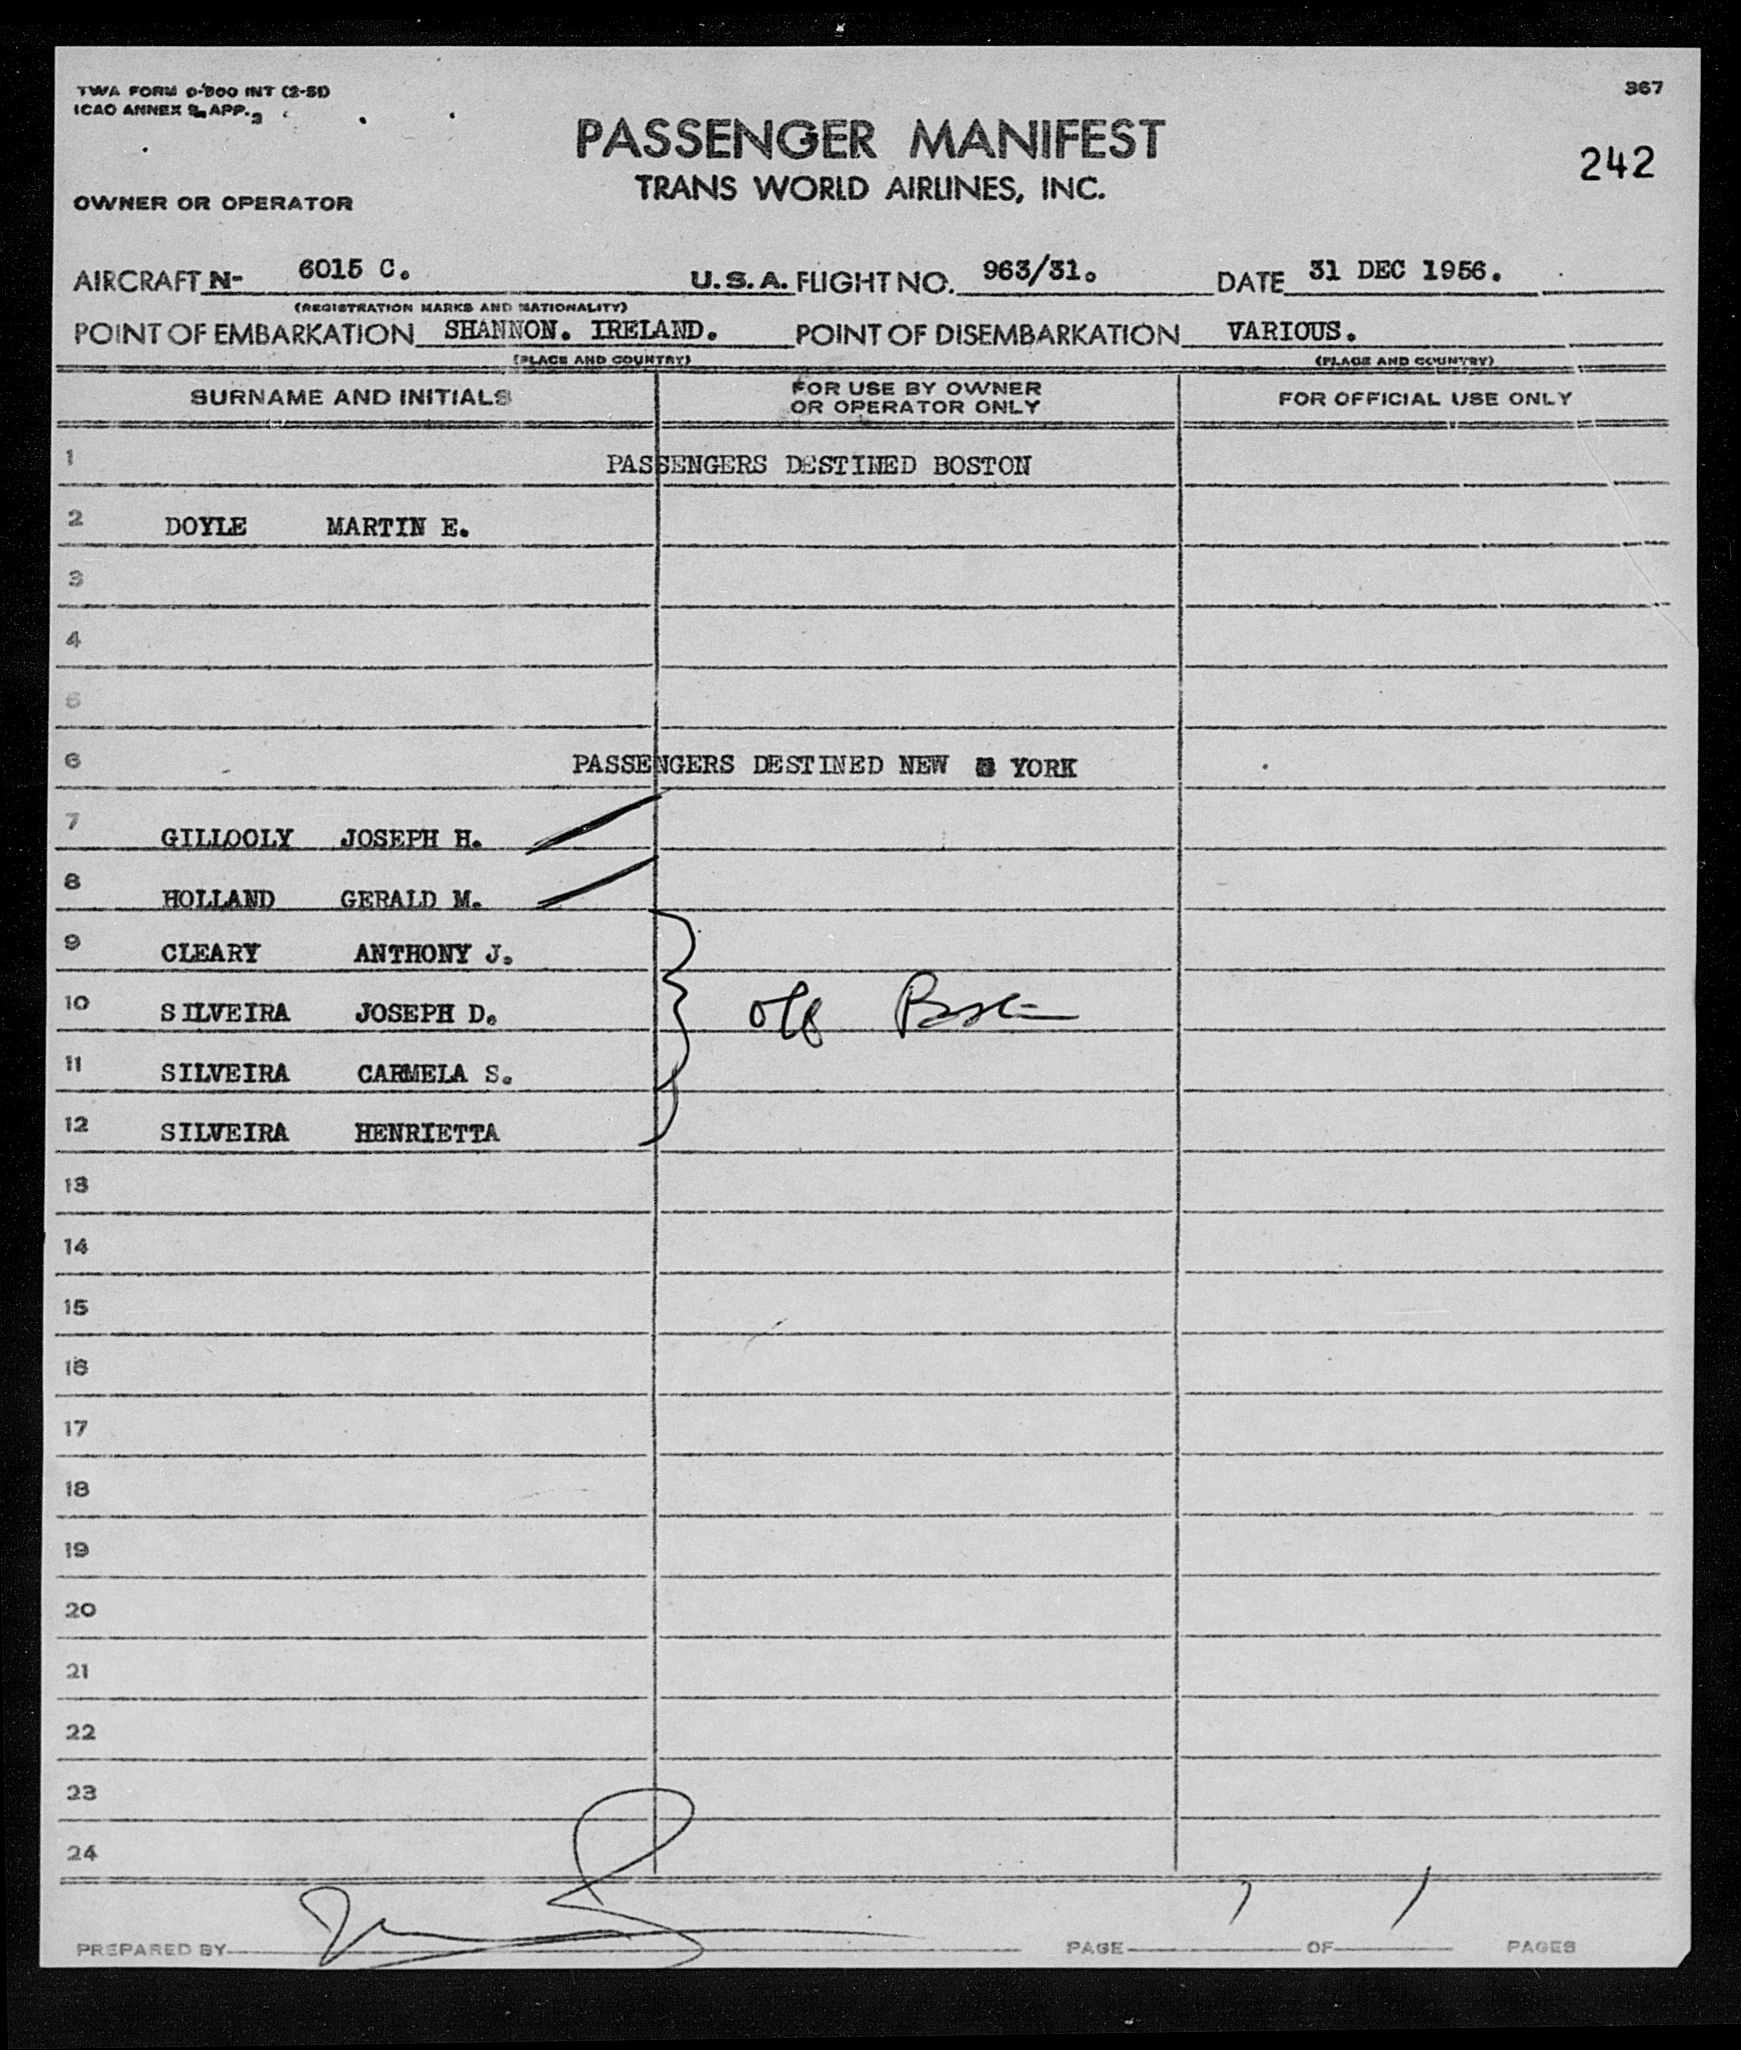 TWA FORM O-800 INT (2-51)
367
ICAO ANNEX 9, APP. 3
PASSENGER MANIFEST
242
TRANS WORLD AIRLINES, INC.
OWNER OR OPERATOR
AIRCRAFT N- 6015 C. U.S.A. FLIGHT NO. 963/31. DATE 31 DEC 1956.
(REGISTRATION MARKS AND NATIONALITY)
POINT OF EMBARKATION SHANNON. IRELAND. POINT OF DISEMBARKATION VARIOUS.
(PLACE AND COUNTRY) (PLACE AND COUNTRY)
SURNAME AND INITIALS FOR USE BY OWNER OR OPERATOR ONLY FOR OFFICIAL USE ONLY
1 PASSENGERS DESTINED BOSTON
2 DOYLE MARTIN E.
3
4
5
6 PASSENGERS DESTINED NEW YORK
7 GILLOOLY JOSEPH H.
8 HOLLAND GERALD M.
9 CLEARY ANTHONY J.
10 SILVEIRA JOSEPH D. Off Boston
11 SILVEIRA CARMELA S.
12 SILVEIRA HENRIETTA
13
14
15
16
17
18
19
20
21
22
23
24
PREPARED BY PAGE 1 OF 1 PAGES